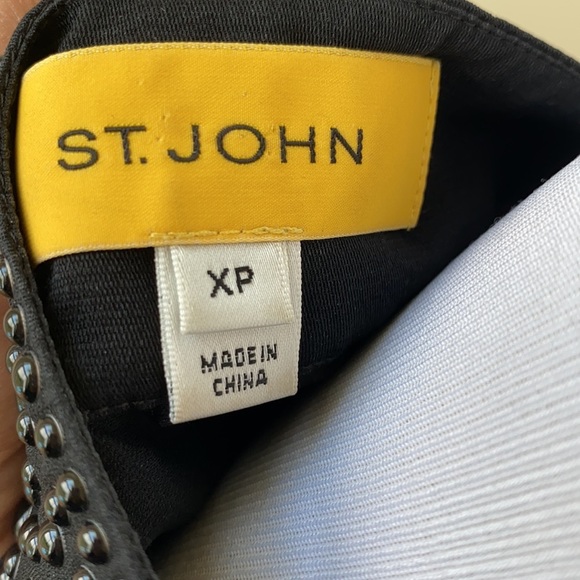 ST. JOHN
XP
MADE IN
CHINA